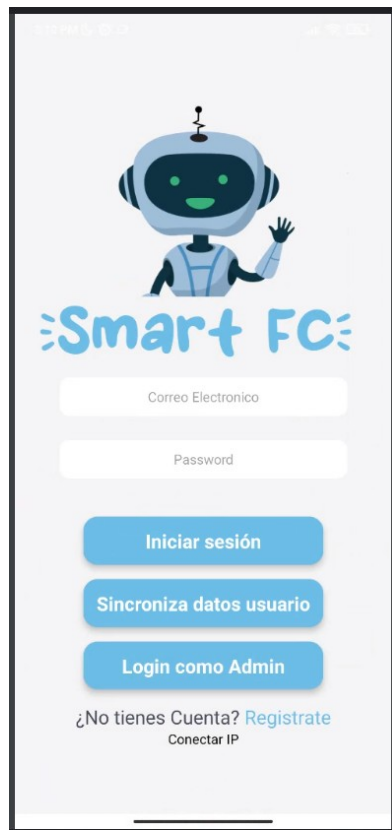 Smart FC
Correo Electronico
Password
Iniciar sesión
Sincroniza datos usuario
Login como Admin
¿No tienes Cuenta? Registrate
Conectar IP